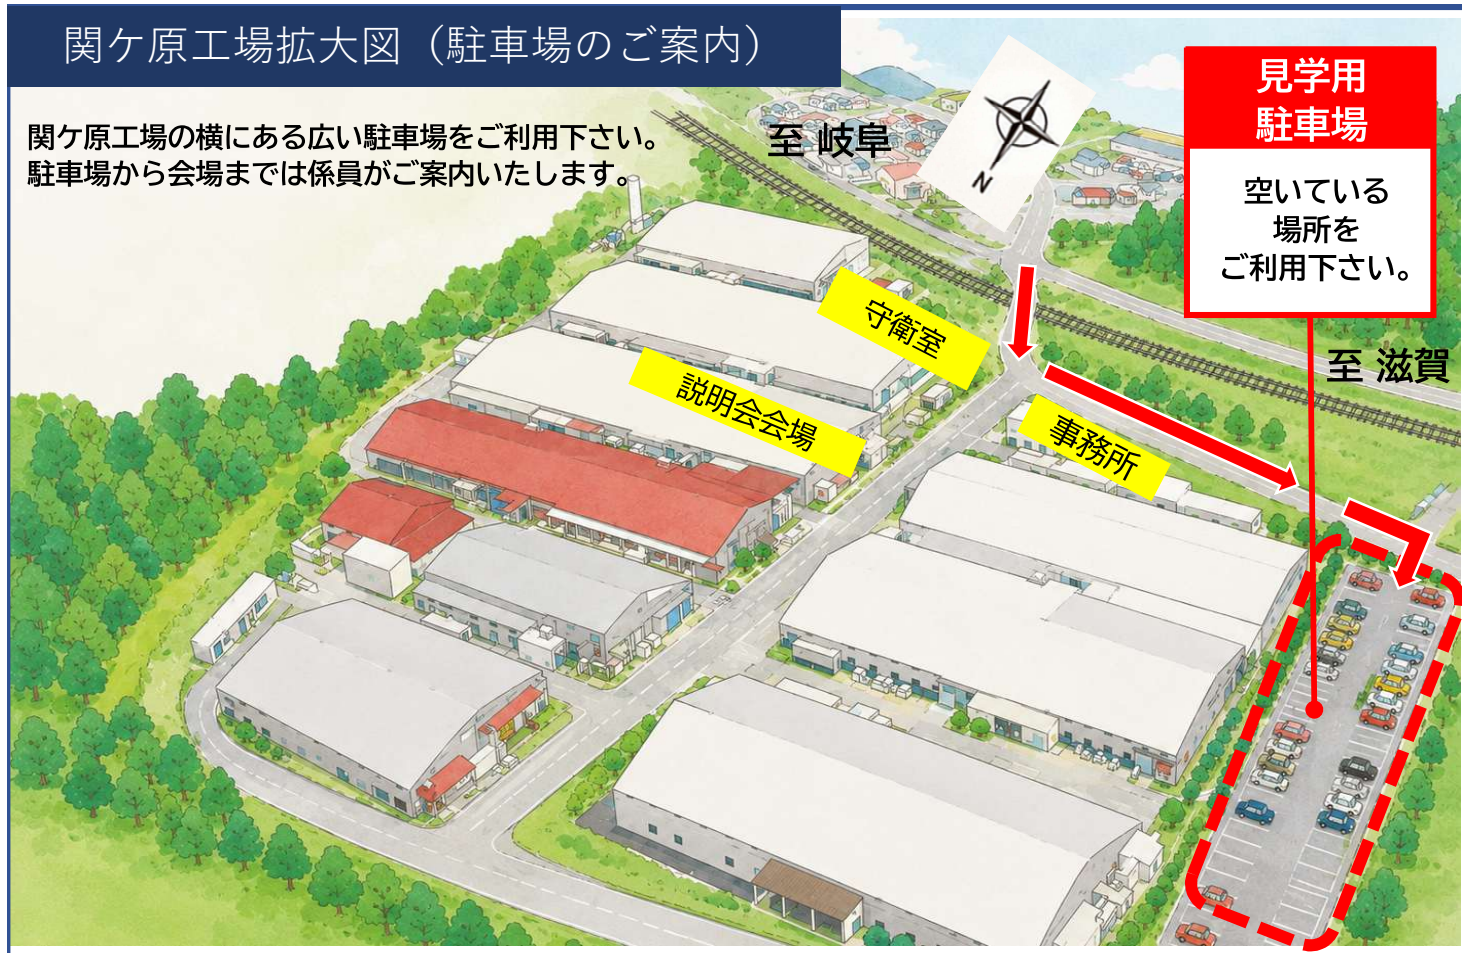 関ケ原工場拡大図（駐車場のご案内）
関ケ原工場の横にある広い駐車場をご利用下さい。
駐車場から会場までは係員がご案内いたします。
至 岐阜
N
見学用
駐車場
空いている
場所を
ご利用下さい。
守衛室
至 滋賀
説明会会場
事務所